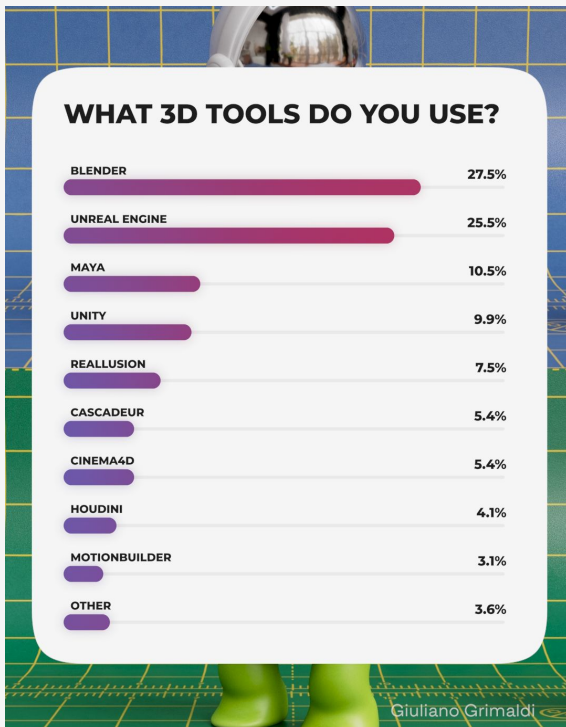 WHAT 3D TOOLS DO YOU USE?
BLENDER 27.5%
UNREAL ENGINE 25.5%
MAYA 10.5%
UNITY 9.9%
REALLUSION 7.5%
CASCADEUR 5.4%
CINEMA4D 5.4%
HOUDINI 4.1%
MOTIONBUILDER 3.1%
OTHER 3.6%
Giuliano Grimaldi